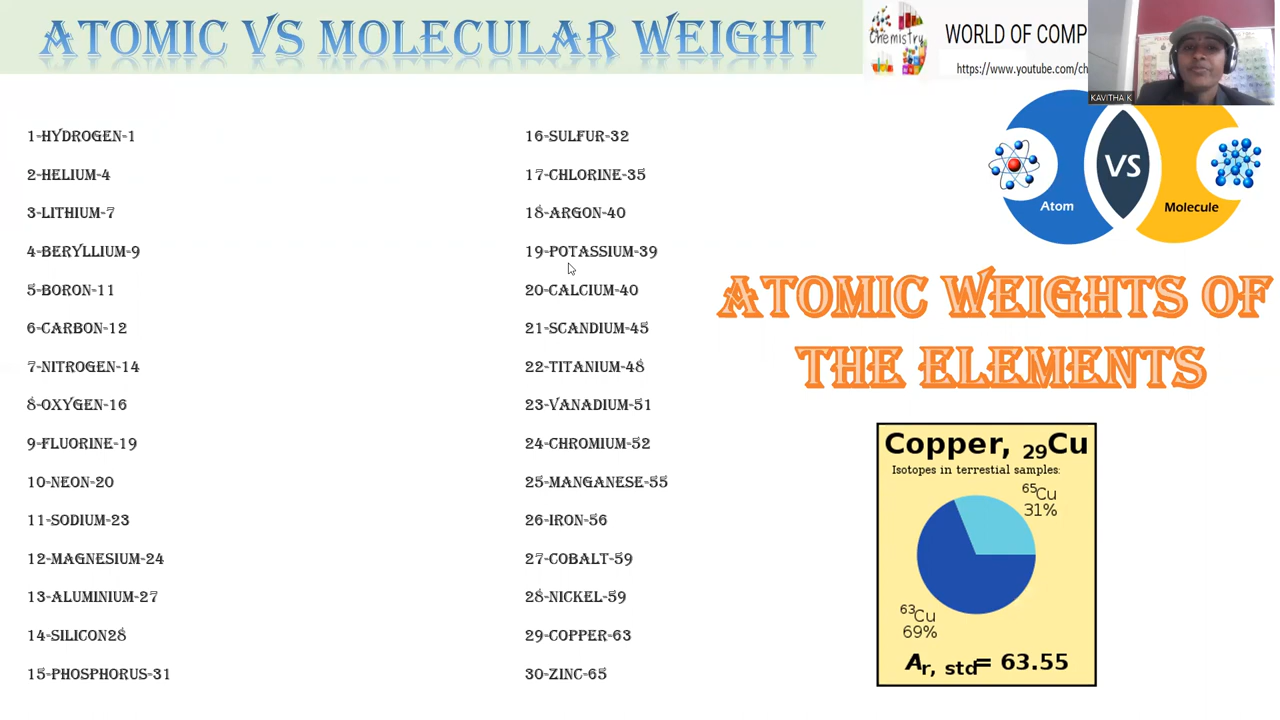 ATOMIC VS MOLECULAR WEIGHT
Chemistry
WORLD OF COMP
https://www.youtube.com/ch
KAVITHA K
1-HYDROGEN-1
2-HELIUM-4
3-LITHIUM-7
4-BERYLLIUM-9
5-BORON-11
6-CARBON-12
7-NITROGEN-14
8-OXYGEN-16
9-FLUORINE-19
10-NEON-20
11-SODIUM-23
12-MAGNESIUM-24
13-ALUMINIUM-27
14-SILICON28
15-PHOSPHORUS-31
16-SULFUR-32
17-CHLORINE-35
18-ARGON-40
19-POTASSIUM-39
20-CALCIUM-40
21-SCANDIUM-45
22-TITANIUM-48
23-VANADIUM-51
24-CHROMIUM-52
25-MANGANESE-55
26-IRON-56
27-COBALT-59
28-NICKEL-59
29-COPPER-63
30-ZINC-65
VS
Atom
Molecule
ATOMIC WEIGHTS OF
THE ELEMENTS
Copper, 29Cu
Isotopes in terrestial samples:
65Cu
31%
63Cu
69%
Ar, std= 63.55